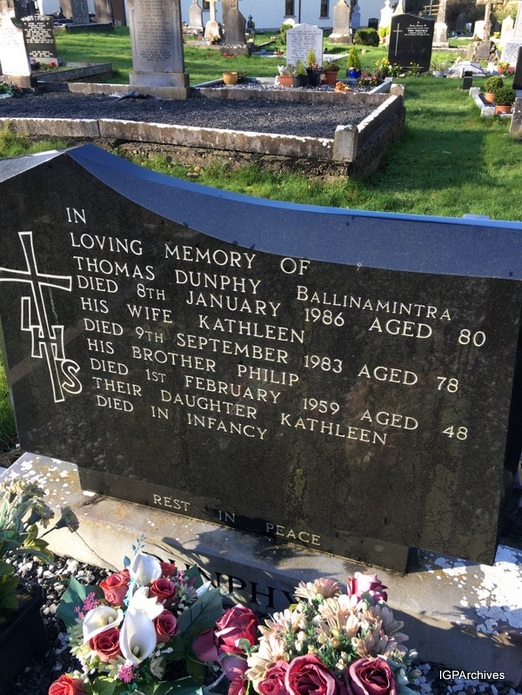 IN
LOVING MEMORY OF
THOMAS DUNPHY BALLINAMINTRA
DIED 8TH JANUARY 1986 AGED 80
HIS WIFE KATHLEEN
DIED 9TH SEPTEMBER 1983 AGED 78
HIS BROTHER PHILIP
DIED 1ST FEBRUARY 1959 AGED 48
THEIR DAUGHTER KATHLEEN
DIED IN INFANCY
IHS
REST IN PEACE
DUNPHY
IGPArchives